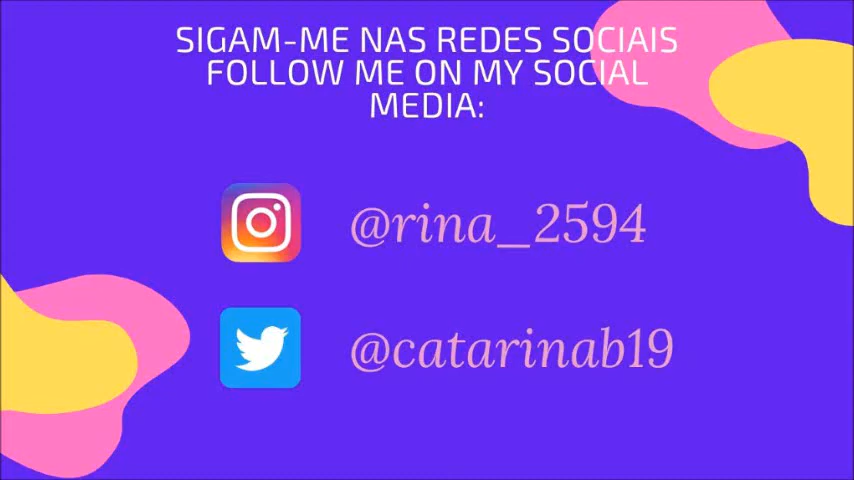 SIGAM-ME NAS REDES SOCIAIS
FOLLOW ME ON MY SOCIAL
MEDIA:
@rina_2594
@catarinab19